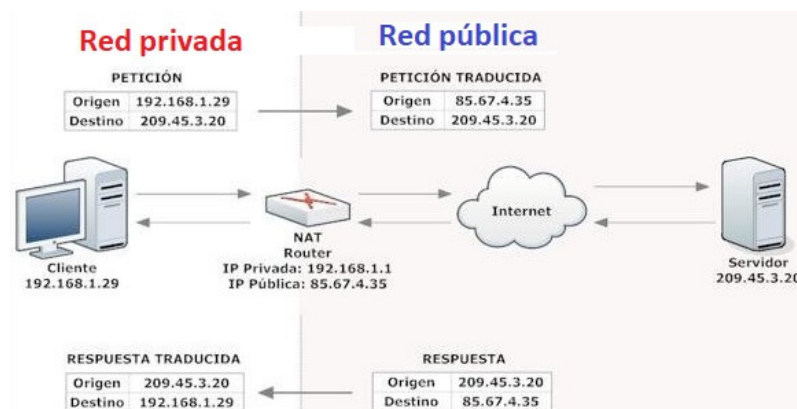 Red privada
Red pública
PETICIÓN
Origen 192.168.1.29
Destino 209.45.3.20
PETICIÓN TRADUCIDA
Origen 85.67.4.35
Destino 209.45.3.20
Cliente
192.168.1.29
NAT
Router
IP Privada: 192.168.1.1
IP Pública: 85.67.4.35
Internet
Servidor
209.45.3.20
RESPUESTA TRADUCIDA
Origen 209.45.3.20
Destino 192.168.1.29
RESPUESTA
Origen 209.45.3.20
Destino 85.67.4.35